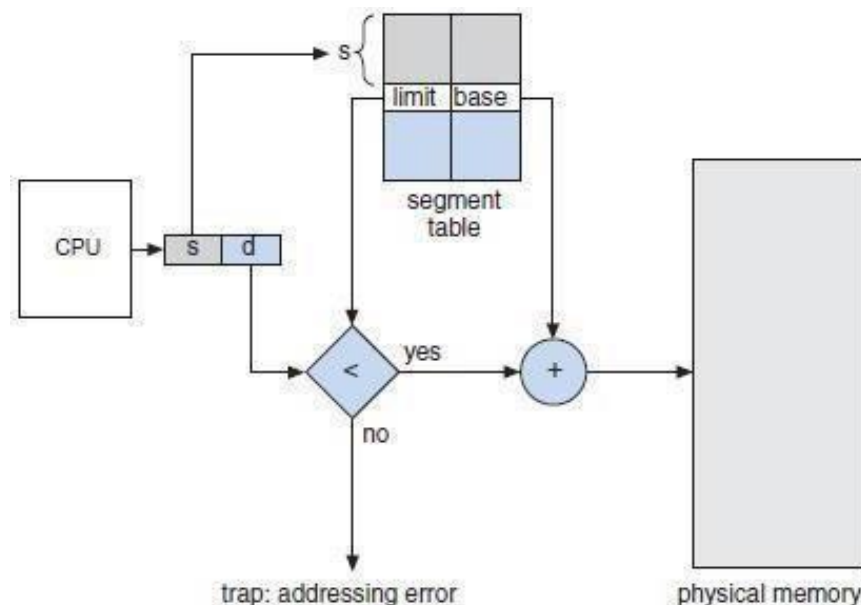 s
limit base
segment
table
CPU
s d
<
yes
+
no
trap: addressing error
physical memory